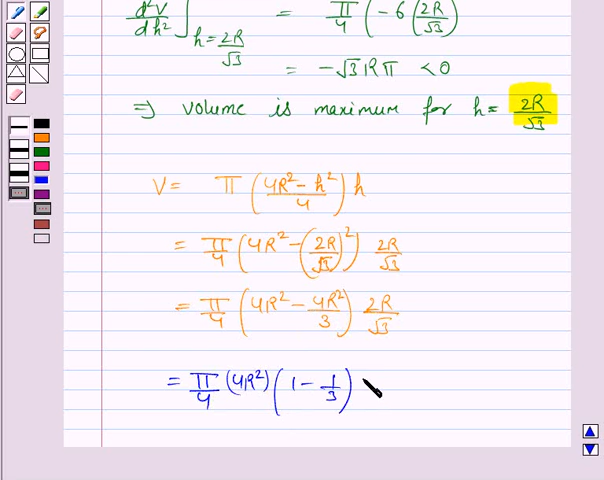 d²V/dh²]h = 2R/√3 = π/4 (-6 (2R/√3)
= -√3 R π < 0
⇒ volume is maximum for h = 2R/√3
V = π (4R² - h²/4) h
= π/4 (4R² - (2R/√3)²) 2R/√3
= π/4 (4R² - 4R²/3) 2R/√3
= π/4 (4R²) (1 - 1/3)